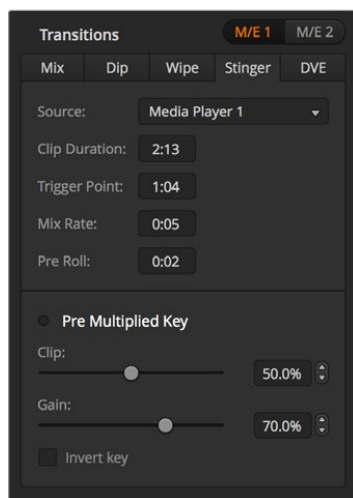 Transitions M/E 1 M/E 2
Mix Dip Wipe Stinger DVE
Source: Media Player 1
Clip Duration: 2:13
Trigger Point: 1:04
Mix Rate: 0:05
Pre Roll: 0:02
Pre Multiplied Key
Clip:
50.0%
Gain:
70.0%
Invert key